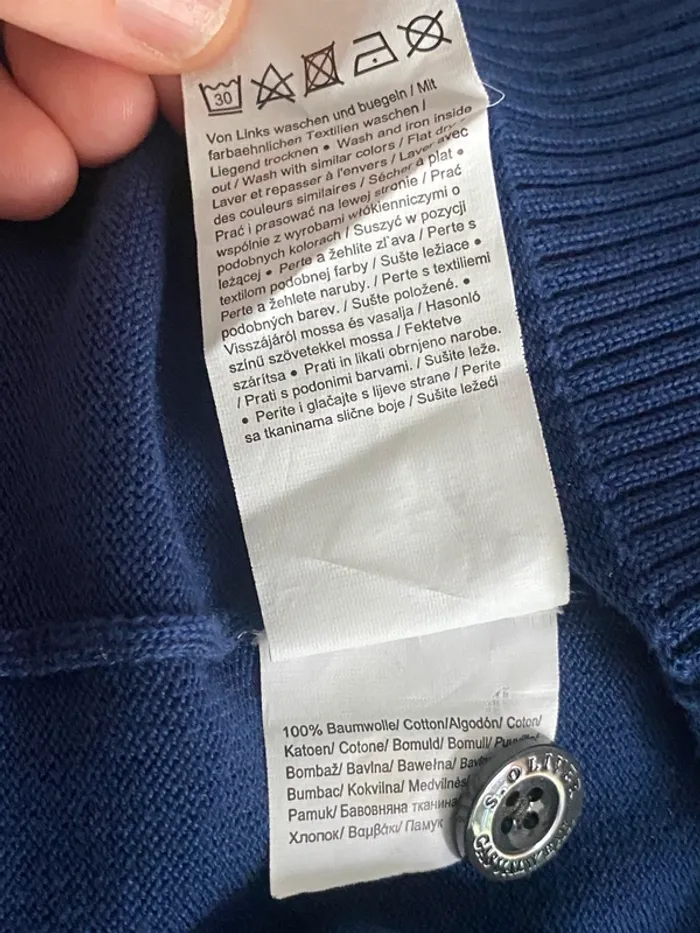 30
Von Links waschen und buegeln / Mit
farbaehnlichen Textilien waschen /
Liegend trocknen • Wash and iron inside
out / Wash with similar colors / Flat dry •
Laver et repasser à l'envers / Laver avec
des couleurs similaires / Sécher à plat •
Prać i prasować na lewej stronie / Prać
wspólnie z wyrobami włókienniczymi o
podobnych kolorach / Suszyć w pozycji
leżącej • Perte a žehlite zľava / Perte s
textilom podobnej farby / Sušte ležiace •
Perte a žehlete naruby. / Perte s textiliemi
podobných barev. / Sušte položené. •
Visszájáról mossa és vasalja / Hasonló
színű szövetekkel mossa / Fektetve
szárítsa • Prati in likati obrnjeno narobe.
/ Prati s podonimi barvami. / Sušite leže.
• Perite i glačajte s lijeve strane / Perite
sa tkaninama slične boje / Sušite ležeći
100% Baumwolle/ Cotton/Algodón/ Coton/
Katoen/ Cotone/ Bomuld/ Bomull/
Bombaž/ Bavlna/ Bawełna/
Bumbac/ Kokvilna/ Medvilnės/
Pamuk/ Бавовняна тканина
Хлопок/ Βαμβάκι/ Памук
S.OLIVER